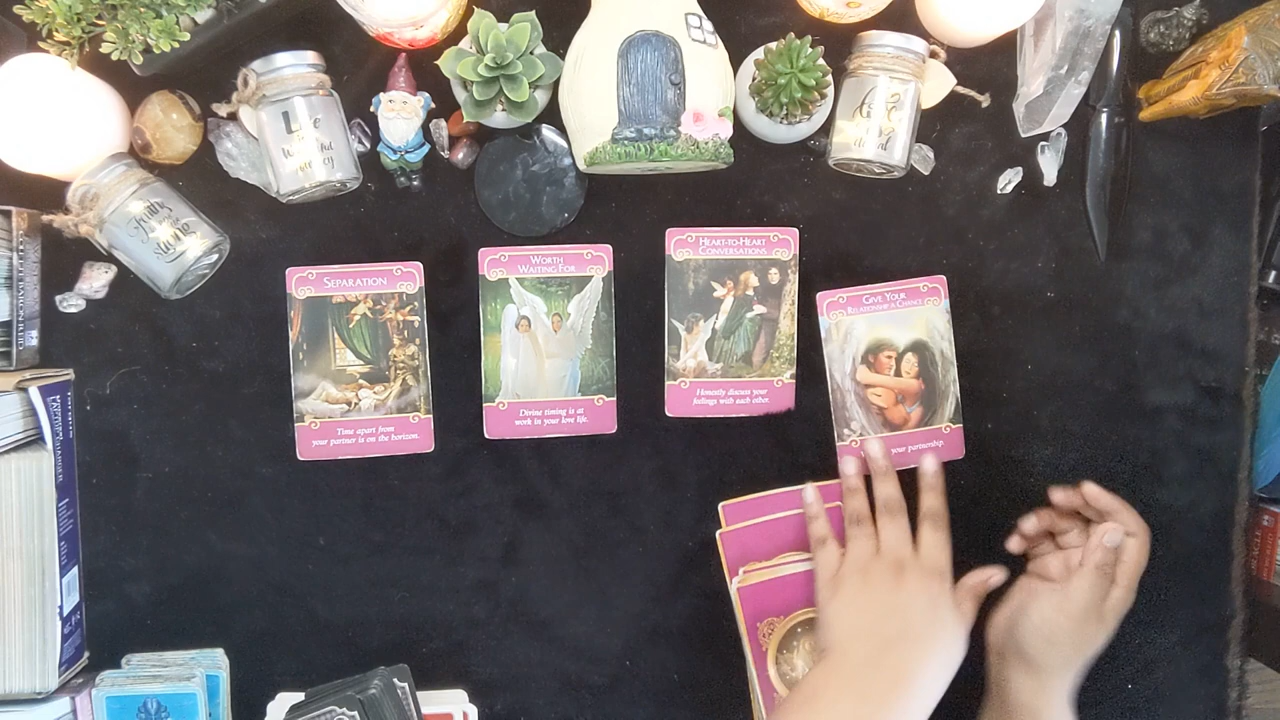 Faith
strong
SEPARATION
Time apart from
your partner is on the horizon.
WORTH
WAITING FOR
Divine timing is at
work in your love life.
HEART-TO-HEART
CONVERSATIONS
Honestly discuss your
feelings with each other.
GIVE YOUR
RELATIONSHIP A CHANCE
your partnership.